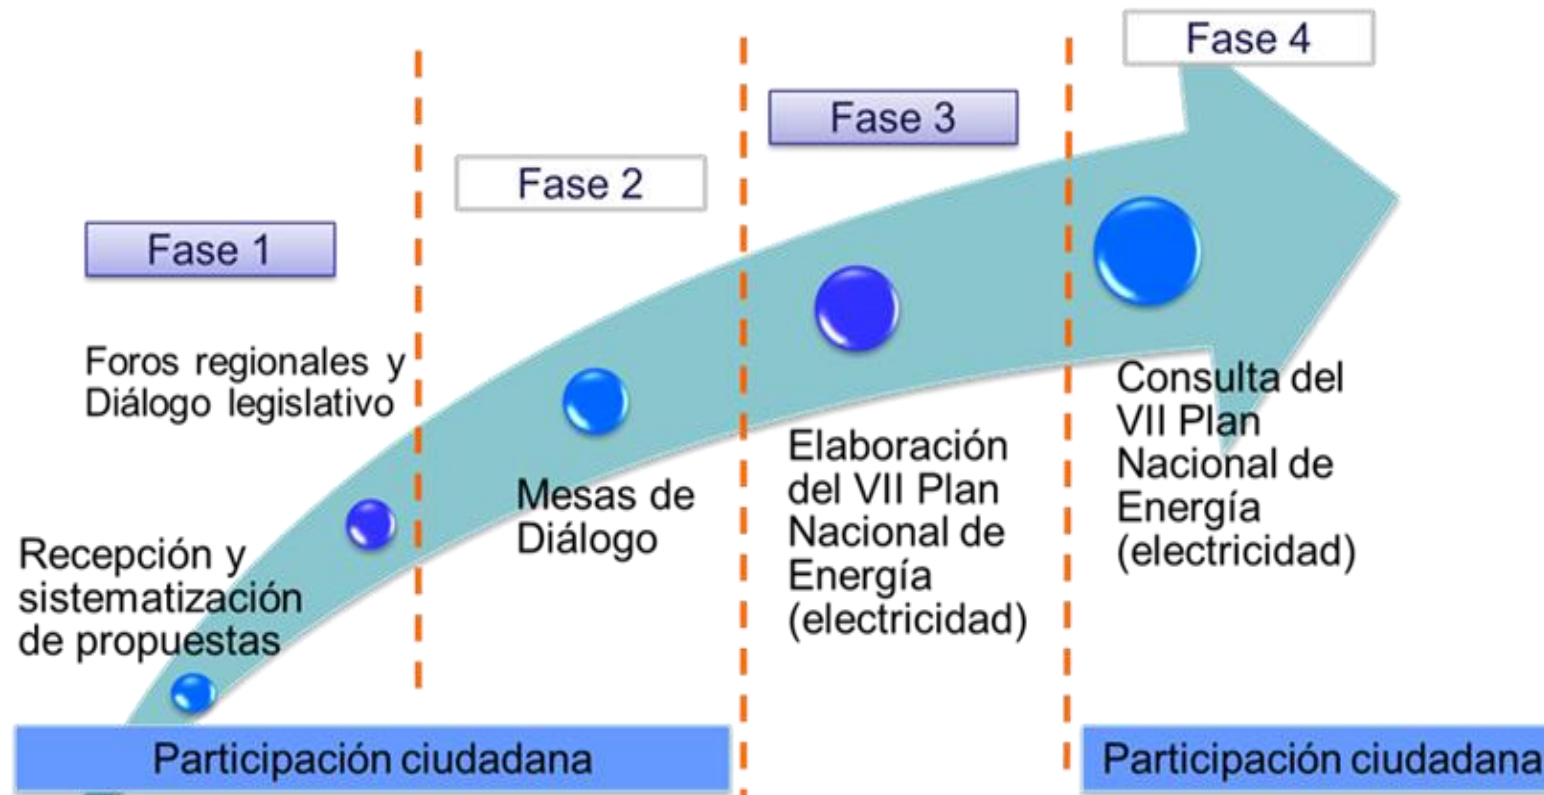 Fase 1
Foros regionales y
Diálogo legislativo
Recepción y
sistematización
de propuestas
Fase 2
Mesas de
Diálogo
Fase 3
Elaboración
del VII Plan
Nacional de
Energía
(electricidad)
Fase 4
Consulta del
VII Plan
Nacional de
Energía
(electricidad)
Participación ciudadana
Participación ciudadana